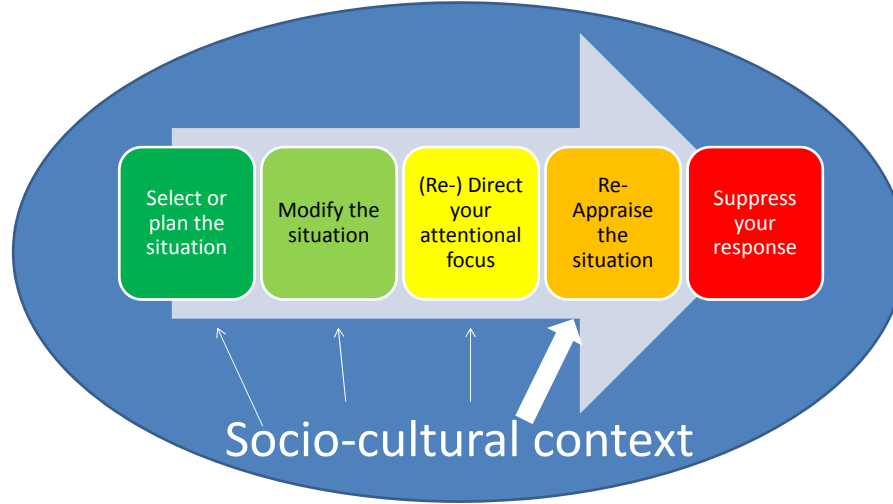 Select or
plan the
situation
Modify the
situation
(Re-) Direct
your
attentional
focus
Re-
Appraise
the
situation
Suppress
your
response
Socio-cultural context